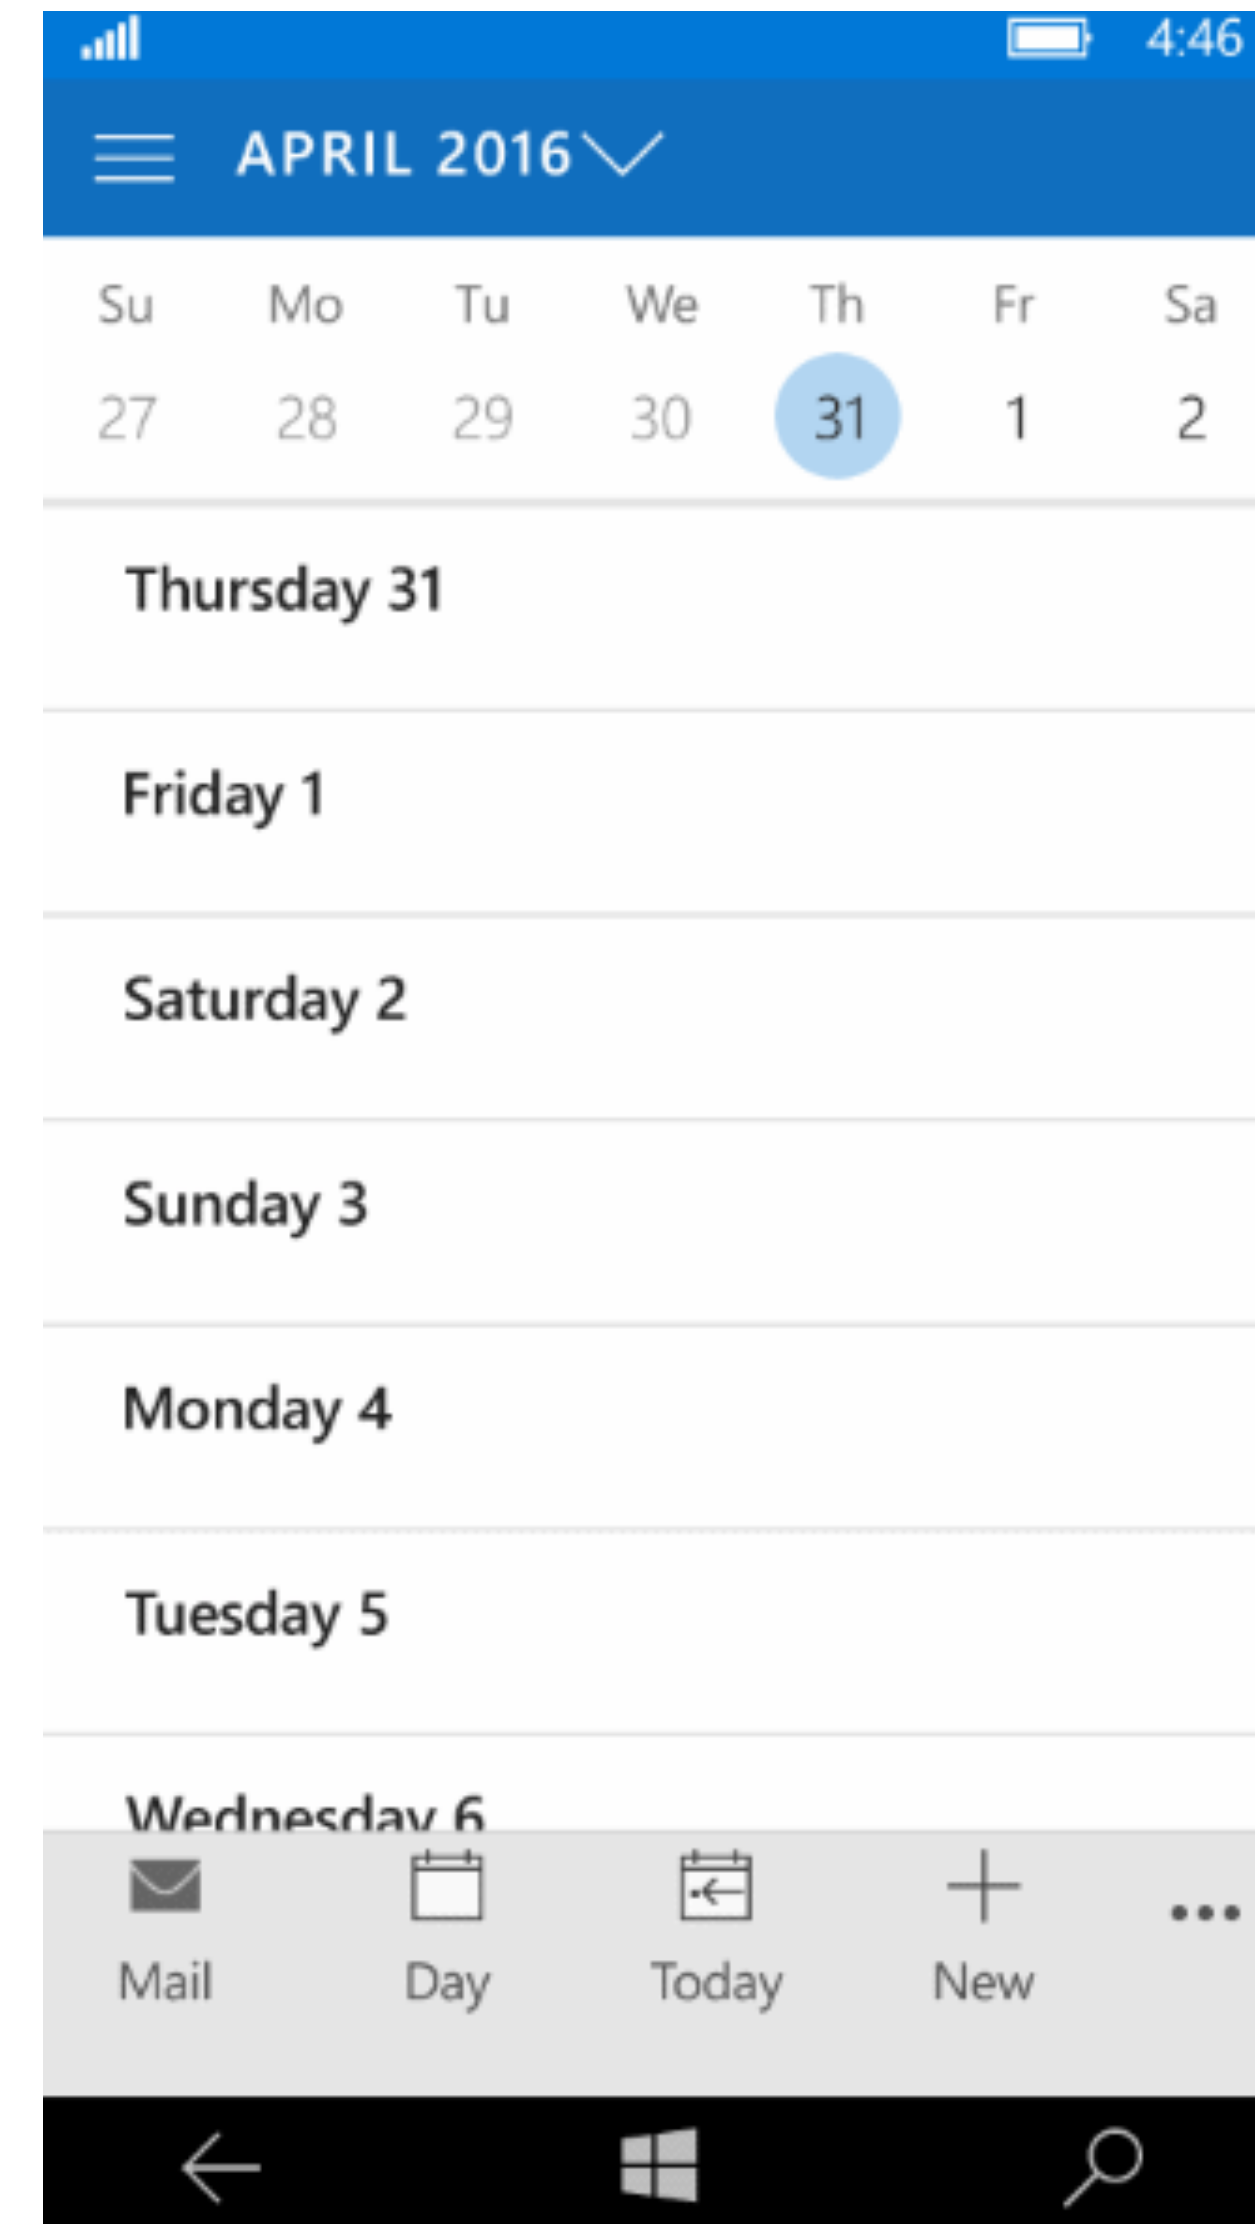 4:46
APRIL 2016
Su Mo Tu We Th Fr Sa
27 28 29 30 31 1 2
Thursday 31
Friday 1
Saturday 2
Sunday 3
Monday 4
Tuesday 5
Wednesday 6
Mail Day Today New